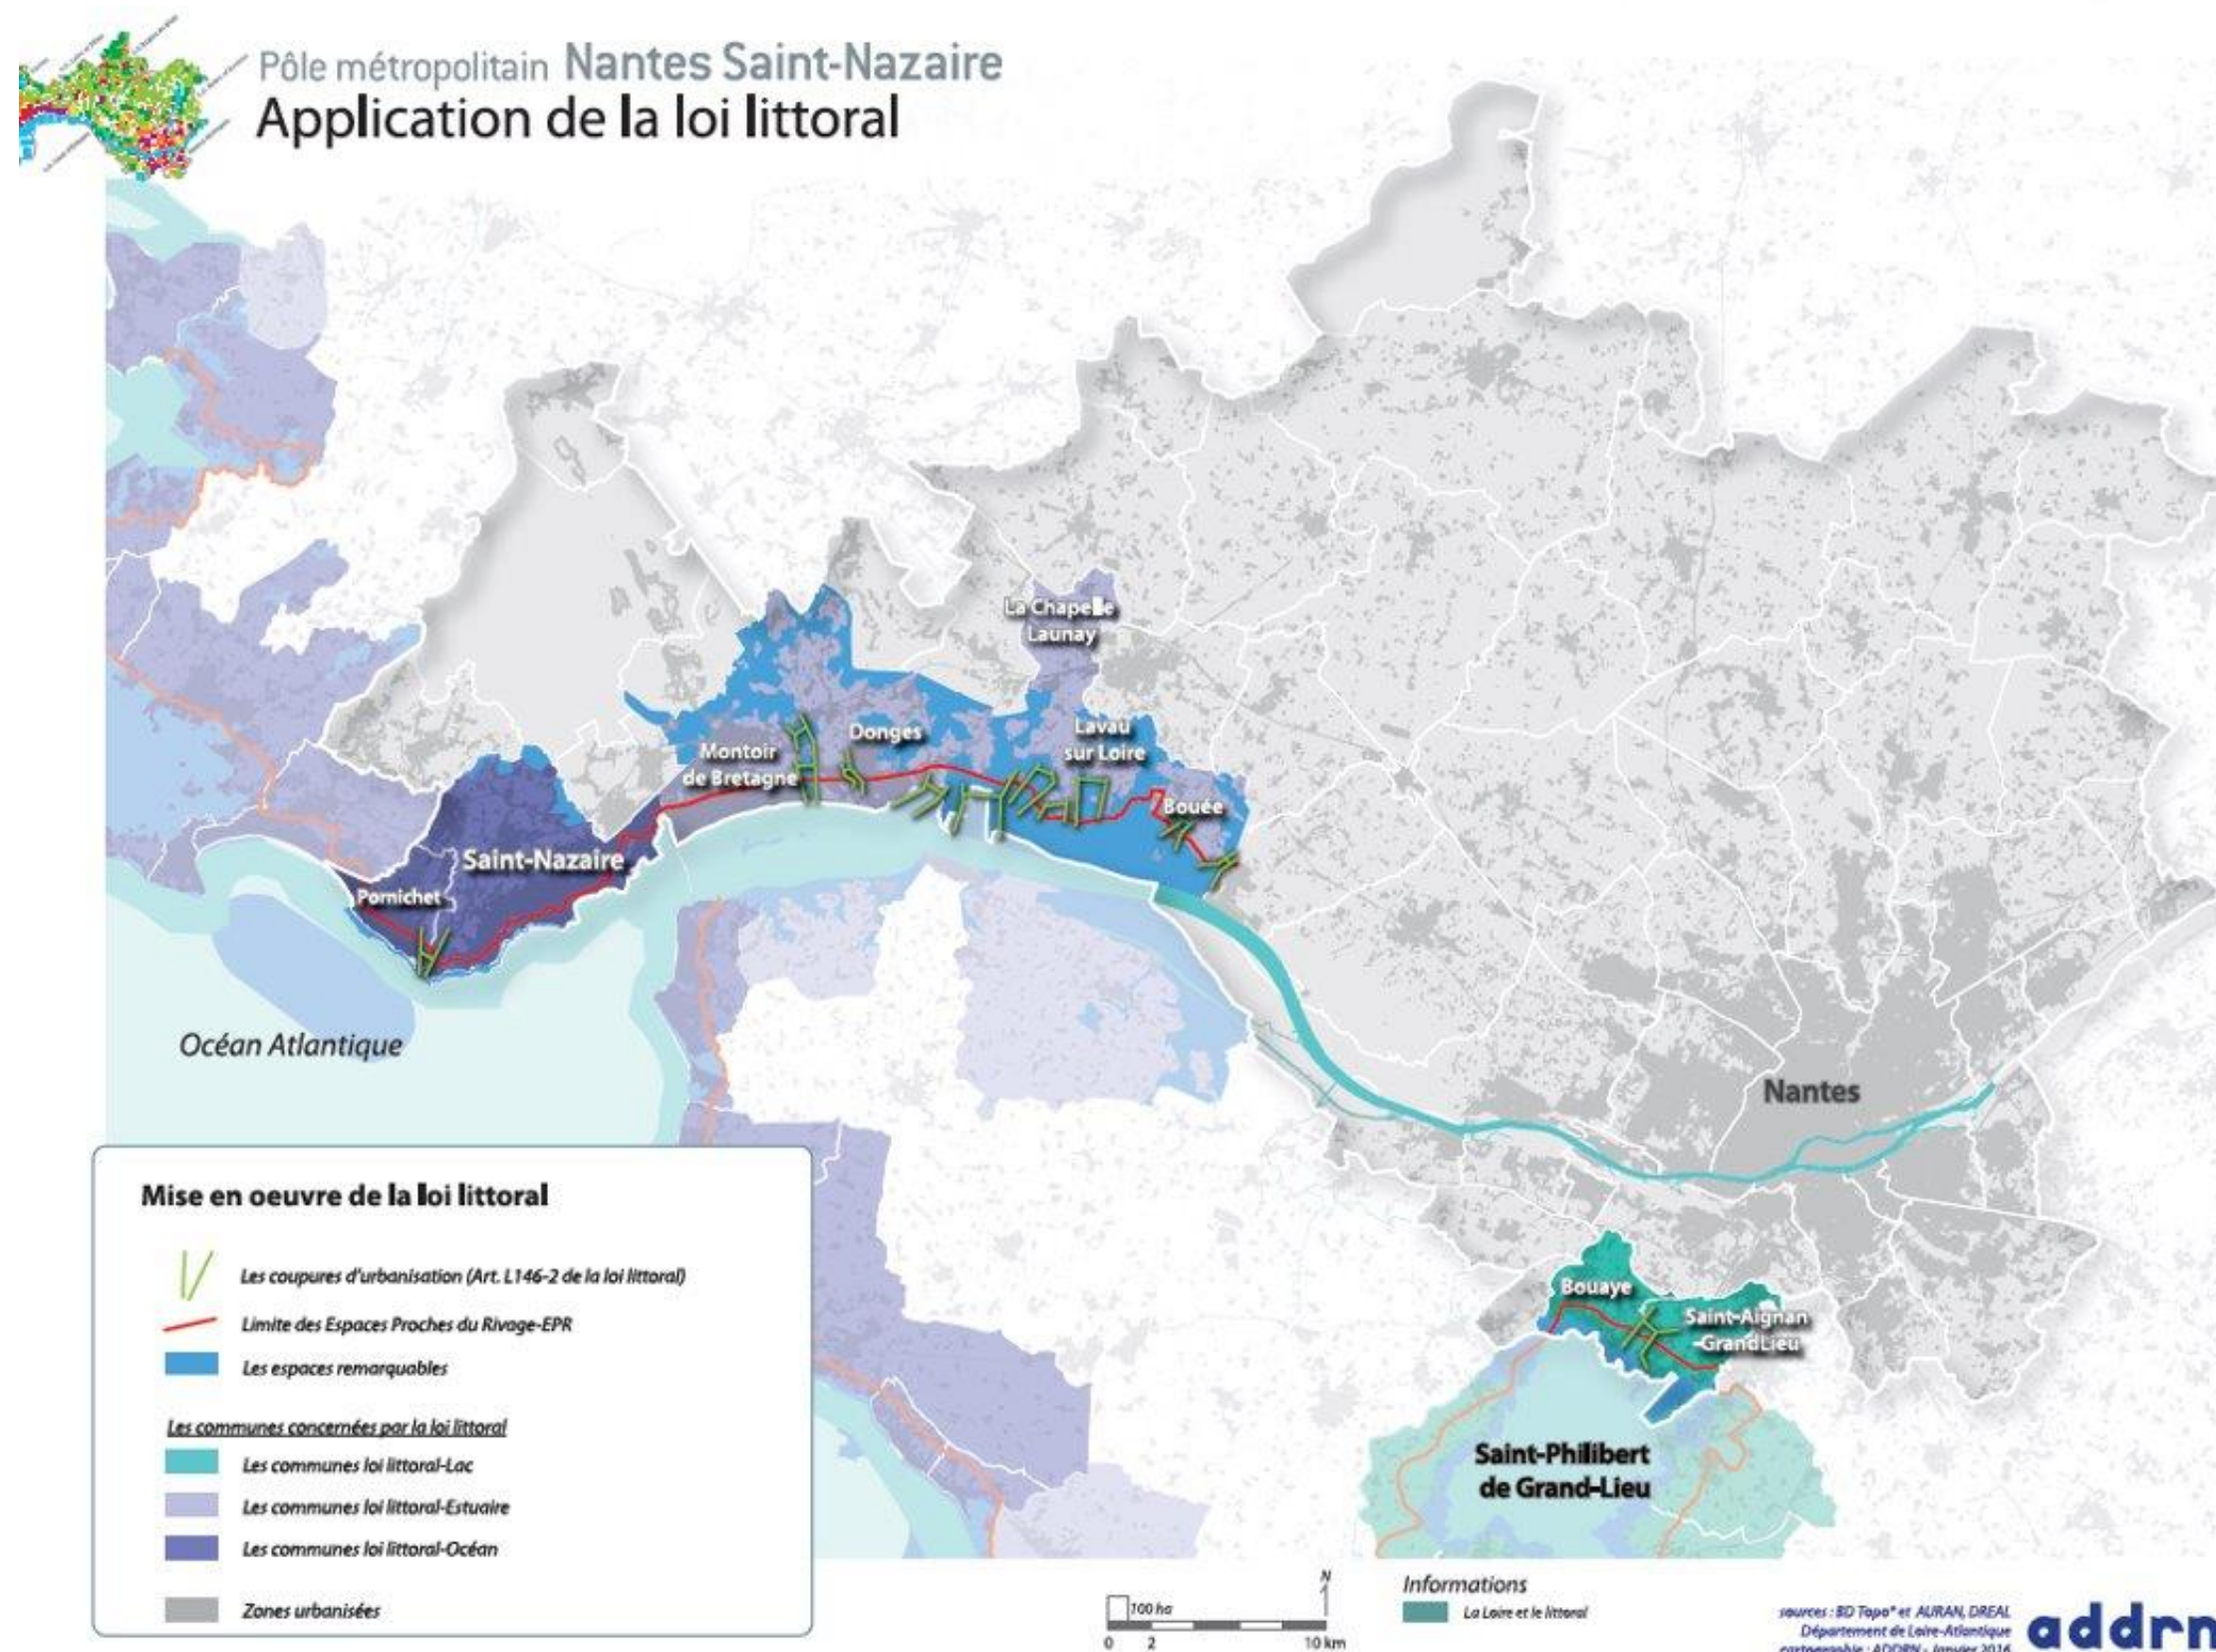 Pôle métropolitain Nantes Saint-Nazaire
Application de la loi littoral
La Chapelle
Launay
Lavau
sur Loire
Donges
Montoir
de Bretagne
Bouée
Saint-Nazaire
Pornichet
Océan Atlantique
Nantes
Bouaye
Saint-Aignan
-GrandLieu
Saint-Philibert
de Grand-Lieu
Mise en oeuvre de la loi littoral
Les coupures d'urbanisation (Art. L146-2 de la loi littoral)
Limite des Espaces Proches du Rivage-EPR
Les espaces remarquables
Les communes concernées par la loi littoral
Les communes loi littoral-Lac
Les communes loi littoral-Estuaire
Les communes loi littoral-Océan
Zones urbanisées
N
100 ha
0 2 10 km
Informations
La Loire et le littoral
sources : BD Topo® et AURAN, DREAL
Département de Loire-Atlantique
cartographie : ADDRN - Janvier 2016
addrn